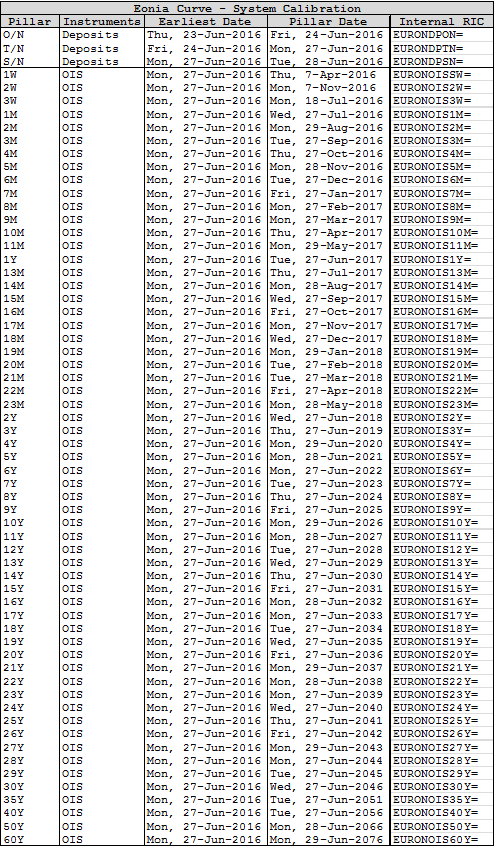 Eonia Curve - System Calibration
Pillar Instruments Earliest Date Pillar Date Internal RIC
O/N Deposits Thu, 23-Jun-2016 Fri, 24-Jun-2016 EURONDPON=
T/N Deposits Fri, 24-Jun-2016 Mon, 27-Jun-2016 EURONDPTN=
S/N Deposits Mon, 27-Jun-2016 Tue, 28-Jun-2016 EURONDPSN=
1W OIS Mon, 27-Jun-2016 Thu, 7-Apr-2016 EURONOISSW=
2W OIS Mon, 27-Jun-2016 Mon, 7-Nov-2016 EURONOIS2W=
3W OIS Mon, 27-Jun-2016 Mon, 18-Jul-2016 EURONOIS3W=
1M OIS Mon, 27-Jun-2016 Wed, 27-Jul-2016 EURONOIS1M=
2M OIS Mon, 27-Jun-2016 Mon, 29-Aug-2016 EURONOIS2M=
3M OIS Mon, 27-Jun-2016 Tue, 27-Sep-2016 EURONOIS3M=
4M OIS Mon, 27-Jun-2016 Thu, 27-Oct-2016 EURONOIS4M=
5M OIS Mon, 27-Jun-2016 Mon, 28-Nov-2016 EURONOIS5M=
6M OIS Mon, 27-Jun-2016 Tue, 27-Dec-2016 EURONOIS6M=
7M OIS Mon, 27-Jun-2016 Fri, 27-Jan-2017 EURONOIS7M=
8M OIS Mon, 27-Jun-2016 Mon, 27-Feb-2017 EURONOIS8M=
9M OIS Mon, 27-Jun-2016 Mon, 27-Mar-2017 EURONOIS9M=
10M OIS Mon, 27-Jun-2016 Thu, 27-Apr-2017 EURONOIS10M=
11M OIS Mon, 27-Jun-2016 Mon, 29-May-2017 EURONOIS11M=
1Y OIS Mon, 27-Jun-2016 Tue, 27-Jun-2017 EURONOIS1Y=
13M OIS Mon, 27-Jun-2016 Thu, 27-Jul-2017 EURONOIS13M=
14M OIS Mon, 27-Jun-2016 Mon, 28-Aug-2017 EURONOIS14M=
15M OIS Mon, 27-Jun-2016 Wed, 27-Sep-2017 EURONOIS15M=
16M OIS Mon, 27-Jun-2016 Fri, 27-Oct-2017 EURONOIS16M=
17M OIS Mon, 27-Jun-2016 Mon, 27-Nov-2017 EURONOIS17M=
18M OIS Mon, 27-Jun-2016 Wed, 27-Dec-2017 EURONOIS18M=
19M OIS Mon, 27-Jun-2016 Mon, 29-Jan-2018 EURONOIS19M=
20M OIS Mon, 27-Jun-2016 Tue, 27-Feb-2018 EURONOIS20M=
21M OIS Mon, 27-Jun-2016 Tue, 27-Mar-2018 EURONOIS21M=
22M OIS Mon, 27-Jun-2016 Fri, 27-Apr-2018 EURONOIS22M=
23M OIS Mon, 27-Jun-2016 Mon, 28-May-2018 EURONOIS23M=
2Y OIS Mon, 27-Jun-2016 Wed, 27-Jun-2018 EURONOIS2Y=
3Y OIS Mon, 27-Jun-2016 Thu, 27-Jun-2019 EURONOIS3Y=
4Y OIS Mon, 27-Jun-2016 Mon, 29-Jun-2020 EURONOIS4Y=
5Y OIS Mon, 27-Jun-2016 Mon, 28-Jun-2021 EURONOIS5Y=
6Y OIS Mon, 27-Jun-2016 Mon, 27-Jun-2022 EURONOIS6Y=
7Y OIS Mon, 27-Jun-2016 Tue, 27-Jun-2023 EURONOIS7Y=
8Y OIS Mon, 27-Jun-2016 Thu, 27-Jun-2024 EURONOIS8Y=
9Y OIS Mon, 27-Jun-2016 Fri, 27-Jun-2025 EURONOIS9Y=
10Y OIS Mon, 27-Jun-2016 Mon, 29-Jun-2026 EURONOIS10Y=
11Y OIS Mon, 27-Jun-2016 Mon, 28-Jun-2027 EURONOIS11Y=
12Y OIS Mon, 27-Jun-2016 Tue, 27-Jun-2028 EURONOIS12Y=
13Y OIS Mon, 27-Jun-2016 Wed, 27-Jun-2029 EURONOIS13Y=
14Y OIS Mon, 27-Jun-2016 Thu, 27-Jun-2030 EURONOIS14Y=
15Y OIS Mon, 27-Jun-2016 Fri, 27-Jun-2031 EURONOIS15Y=
16Y OIS Mon, 27-Jun-2016 Mon, 28-Jun-2032 EURONOIS16Y=
17Y OIS Mon, 27-Jun-2016 Mon, 27-Jun-2033 EURONOIS17Y=
18Y OIS Mon, 27-Jun-2016 Tue, 27-Jun-2034 EURONOIS18Y=
19Y OIS Mon, 27-Jun-2016 Wed, 27-Jun-2035 EURONOIS19Y=
20Y OIS Mon, 27-Jun-2016 Fri, 27-Jun-2036 EURONOIS20Y=
21Y OIS Mon, 27-Jun-2016 Mon, 29-Jun-2037 EURONOIS21Y=
22Y OIS Mon, 27-Jun-2016 Mon, 28-Jun-2038 EURONOIS22Y=
23Y OIS Mon, 27-Jun-2016 Mon, 27-Jun-2039 EURONOIS23Y=
24Y OIS Mon, 27-Jun-2016 Wed, 27-Jun-2040 EURONOIS24Y=
25Y OIS Mon, 27-Jun-2016 Thu, 27-Jun-2041 EURONOIS25Y=
26Y OIS Mon, 27-Jun-2016 Fri, 27-Jun-2042 EURONOIS26Y=
27Y OIS Mon, 27-Jun-2016 Mon, 29-Jun-2043 EURONOIS27Y=
28Y OIS Mon, 27-Jun-2016 Mon, 27-Jun-2044 EURONOIS28Y=
29Y OIS Mon, 27-Jun-2016 Tue, 27-Jun-2045 EURONOIS29Y=
30Y OIS Mon, 27-Jun-2016 Wed, 27-Jun-2046 EURONOIS30Y=
35Y OIS Mon, 27-Jun-2016 Tue, 27-Jun-2051 EURONOIS35Y=
40Y OIS Mon, 27-Jun-2016 Tue, 27-Jun-2056 EURONOIS40Y=
50Y OIS Mon, 27-Jun-2016 Mon, 28-Jun-2066 EURONOIS50Y=
60Y OIS Mon, 27-Jun-2016 Mon, 29-Jun-2076 EURONOIS60Y=